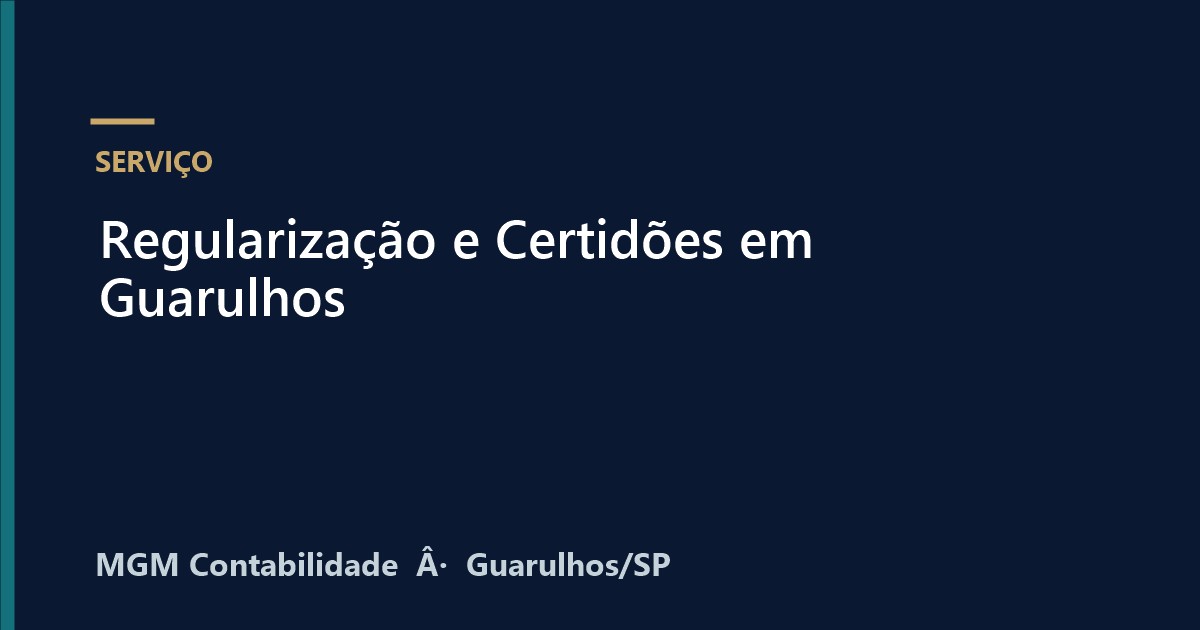 SERVIÇO
Regularização e Certidões em
Guarulhos
MGM Contabilidade Â· Guarulhos/SP